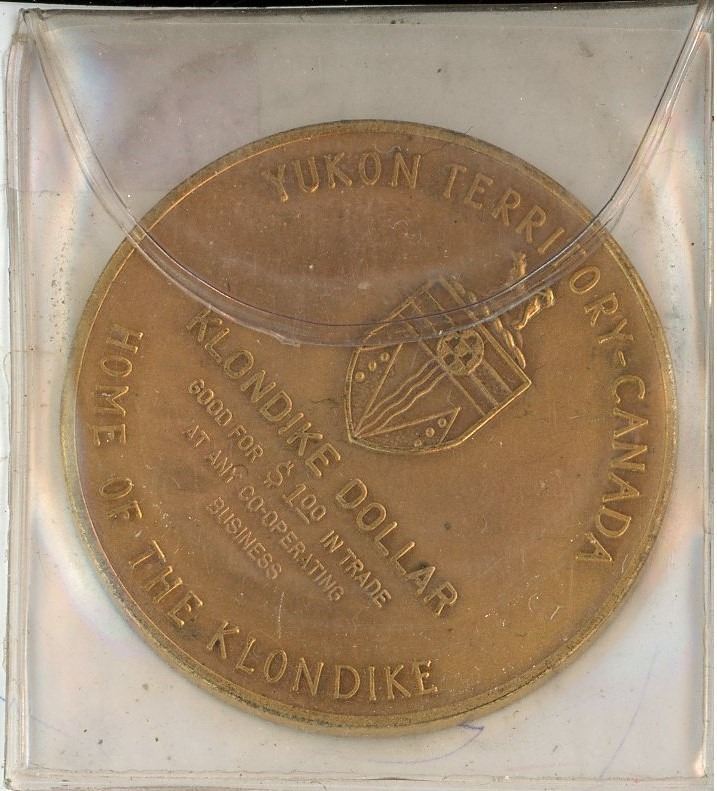 YUKON TERRITORY-CANADA
KLONDIKE DOLLAR
GOOD FOR $1.00 IN TRADE
AT ANY CO-OPERATING
BUSINESS
HOME OF THE KLONDIKE